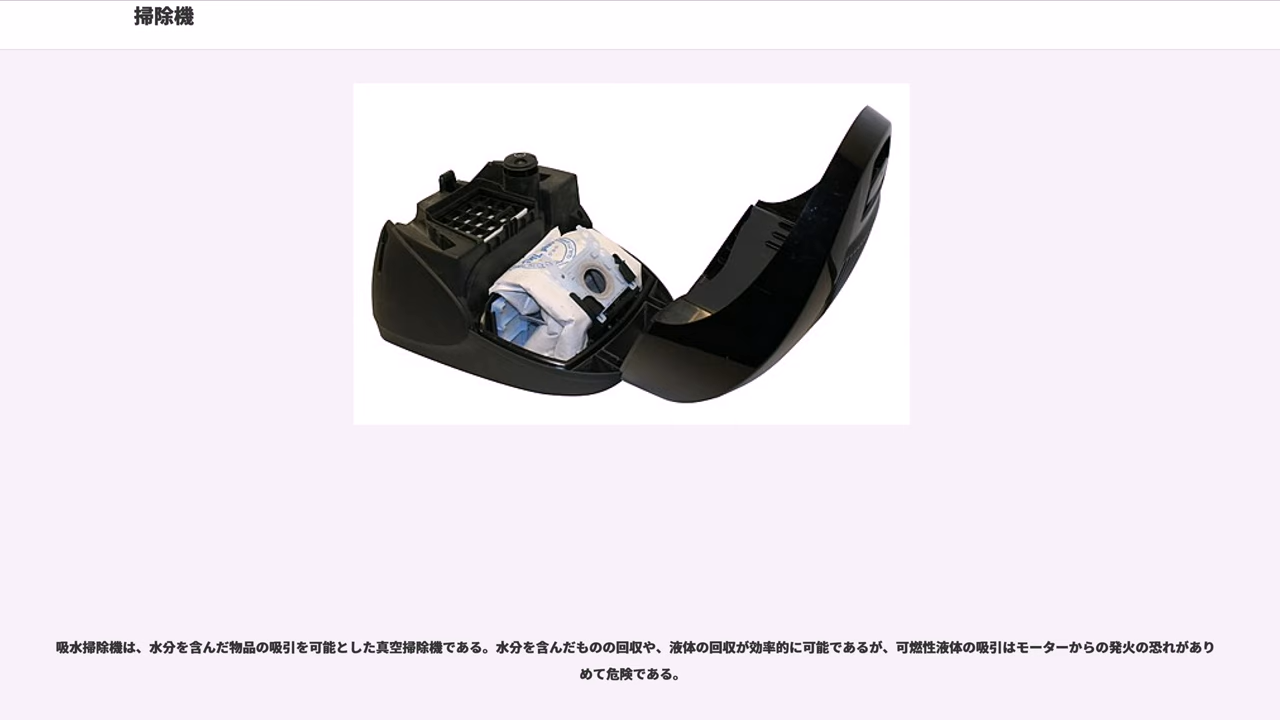 掃除機
吸水掃除機は、水分を含んだ物品の吸引を可能とした真空掃除機である。水分を含んだものの回収や、液体の回収が効率的に可能であるが、可燃性液体の吸引はモーターからの発火の恐れがあり
めて危険である。